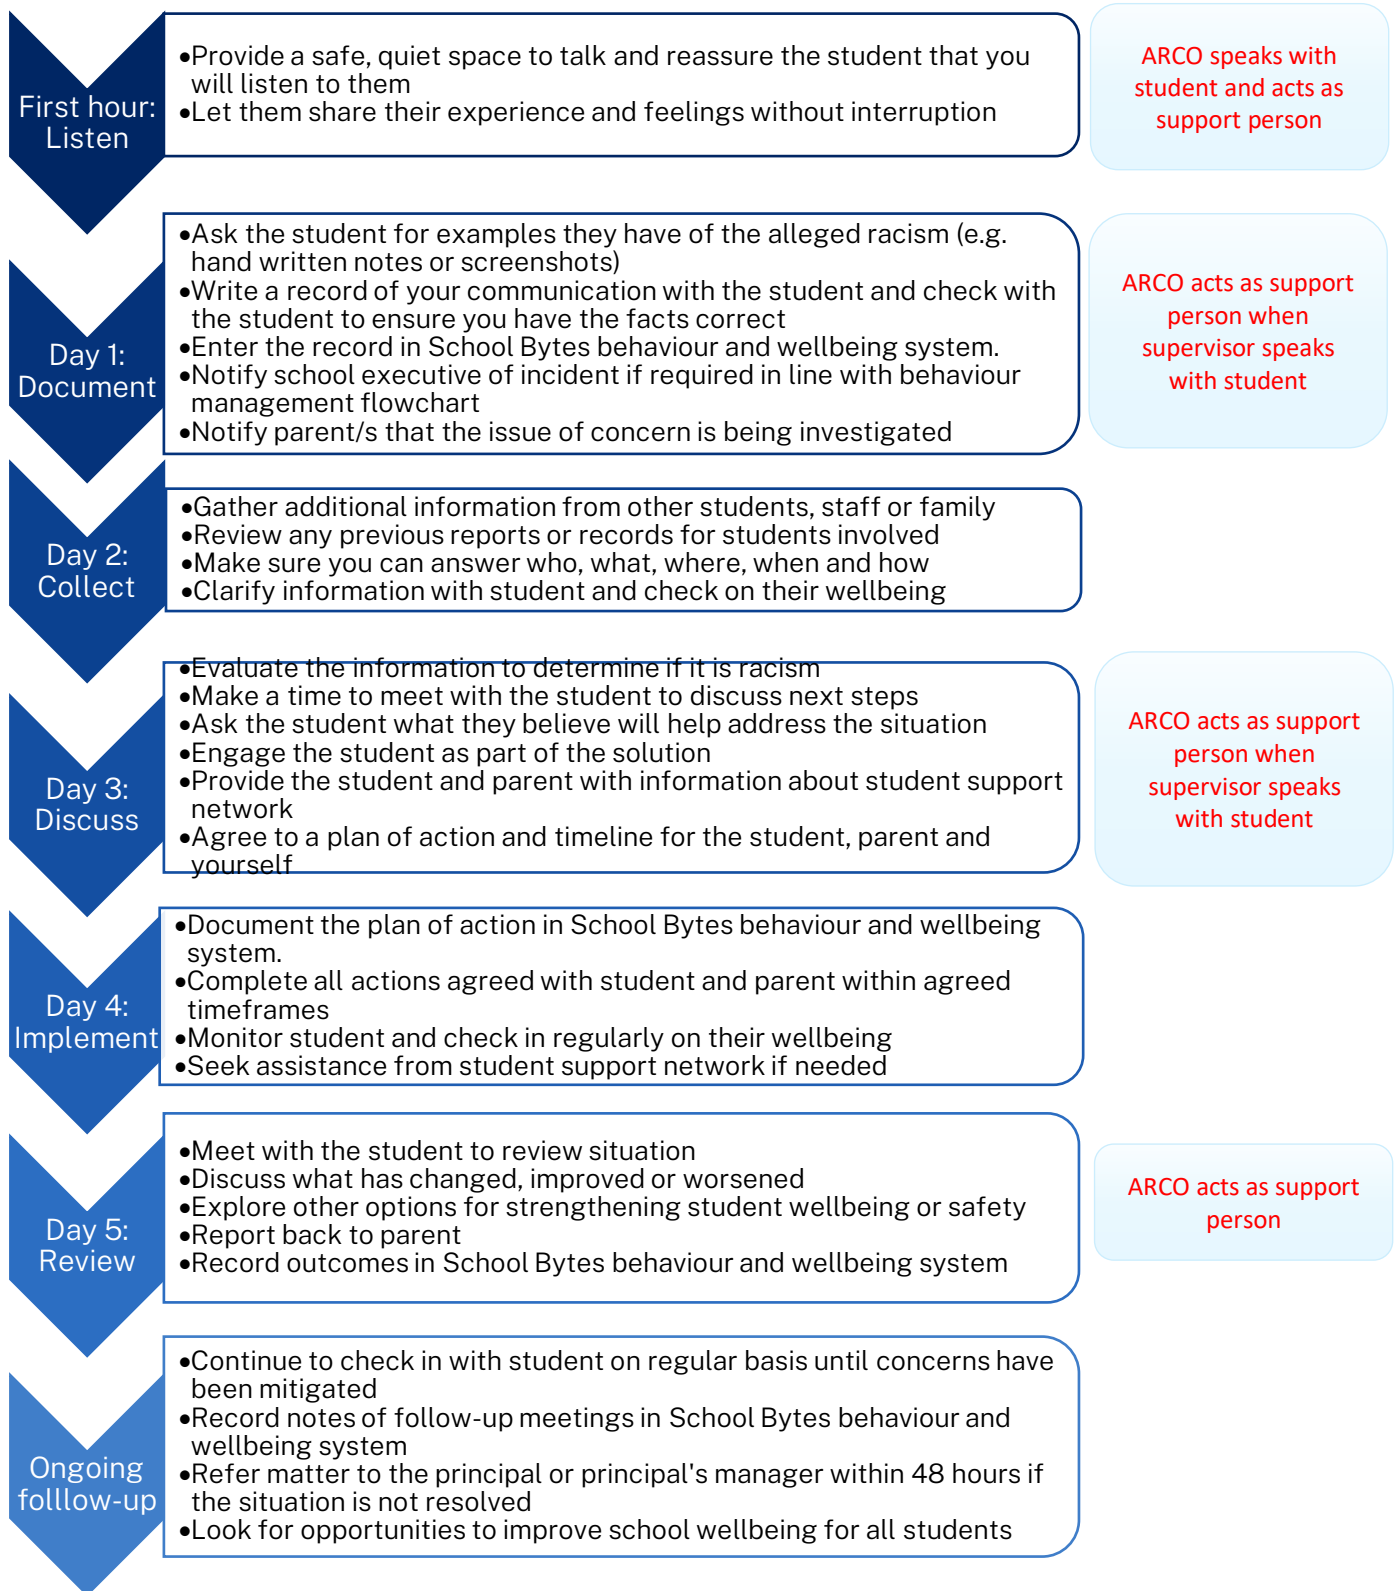 First hour:
Listen
•Provide a safe, quiet space to talk and reassure the student that you
will listen to them
•Let them share their experience and feelings without interruption
ARCO speaks with
student and acts as
support person
Day 1:
Document
•Ask the student for examples they have of the alleged racism (e.g.
hand written notes or screenshots)
•Write a record of your communication with the student and check with
the student to ensure you have the facts correct
•Enter the record in School Bytes behaviour and wellbeing system.
•Notify school executive of incident if required in line with behaviour
management flowchart
•Notify parent/s that the issue of concern is being investigated
ARCO acts as support
person when
supervisor speaks
with student
Day 2:
Collect
•Gather additional information from other students, staff or family
•Review any previous reports or records for students involved
•Make sure you can answer who, what, where, when and how
•Clarify information with student and check on their wellbeing
Day 3:
Discuss
•Evaluate the information to determine if it is racism
•Make a time to meet with the student to discuss next steps
•Ask the student what they believe will help address the situation
•Engage the student as part of the solution
•Provide the student and parent with information about student support
network
•Agree to a plan of action and timeline for the student, parent and
yourself
ARCO acts as support
person when
supervisor speaks
with student
Day 4:
Implement
•Document the plan of action in School Bytes behaviour and wellbeing
system.
•Complete all actions agreed with student and parent within agreed
timeframes
•Monitor student and check in regularly on their wellbeing
•Seek assistance from student support network if needed
Day 5:
Review
•Meet with the student to review situation
•Discuss what has changed, improved or worsened
•Explore other options for strengthening student wellbeing or safety
•Report back to parent
•Record outcomes in School Bytes behaviour and wellbeing system
ARCO acts as support
person
Ongoing
folllow-up
•Continue to check in with student on regular basis until concerns have
been mitigated
•Record notes of follow-up meetings in School Bytes behaviour and
wellbeing system
•Refer matter to the principal or principal's manager within 48 hours if
the situation is not resolved
•Look for opportunities to improve school wellbeing for all students